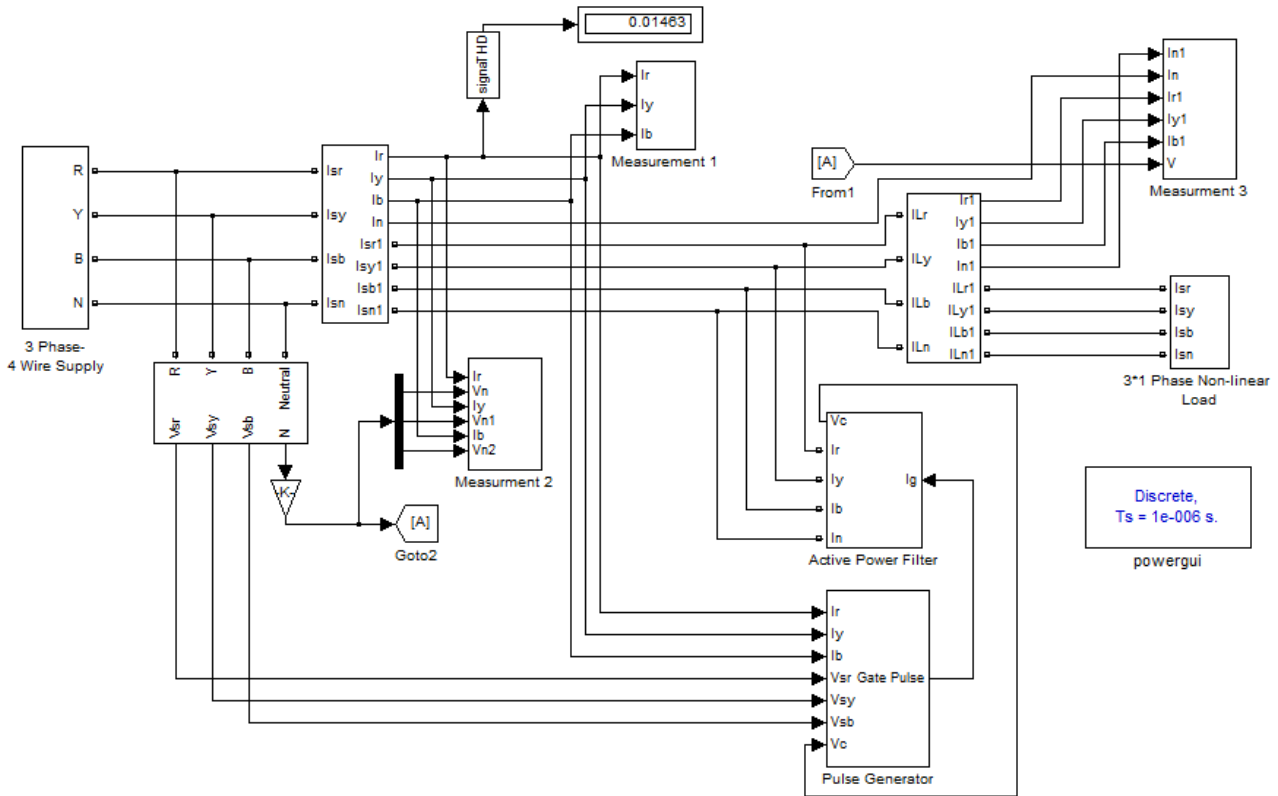 0.01463
signalTHD
Ir
Iy
Ib
Measurement 1
In1
In
Ir1
Iy1
Ib1
V
Measurment 3
[A]
From1
R
Y
B
N
3 Phase-
4 Wire Supply
Isr
Isy
Isb
Isn
Ir
Iy
Ib
In
Isr1
Isy1
Isb1
Isn1
ILr
ILy
ILb
ILn
Ir1
Iy1
Ib1
In1
ILr1
ILy1
ILb1
ILn1
Isr
Isy
Isb
Isn
3*1 Phase Non-linear
Load
R
Y
B
Neutral
Vsr
Vsy
Vsb
N
-K-
Ir
Vn
Iy
Vn1
Ib
Vn2
Measurment 2
[A]
Goto2
Vc
Ir
Iy
Ib
In
Ig
Active Power Filter
Discrete,
Ts = 1e-006 s.
powergui
Ir
Iy
Ib
Vsr Gate Pulse
Vsy
Vsb
Vc
Pulse Generator